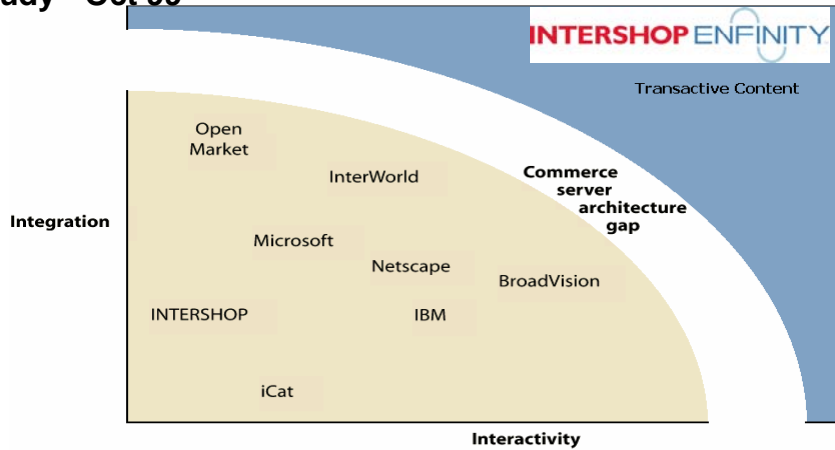 INTERSHOP ENFINITY
Transactive Content
Open
Market
InterWorld
Commerce
server
architecture
gap
Integration
Microsoft
Netscape
BroadVision
INTERSHOP
IBM
iCat
Interactivity